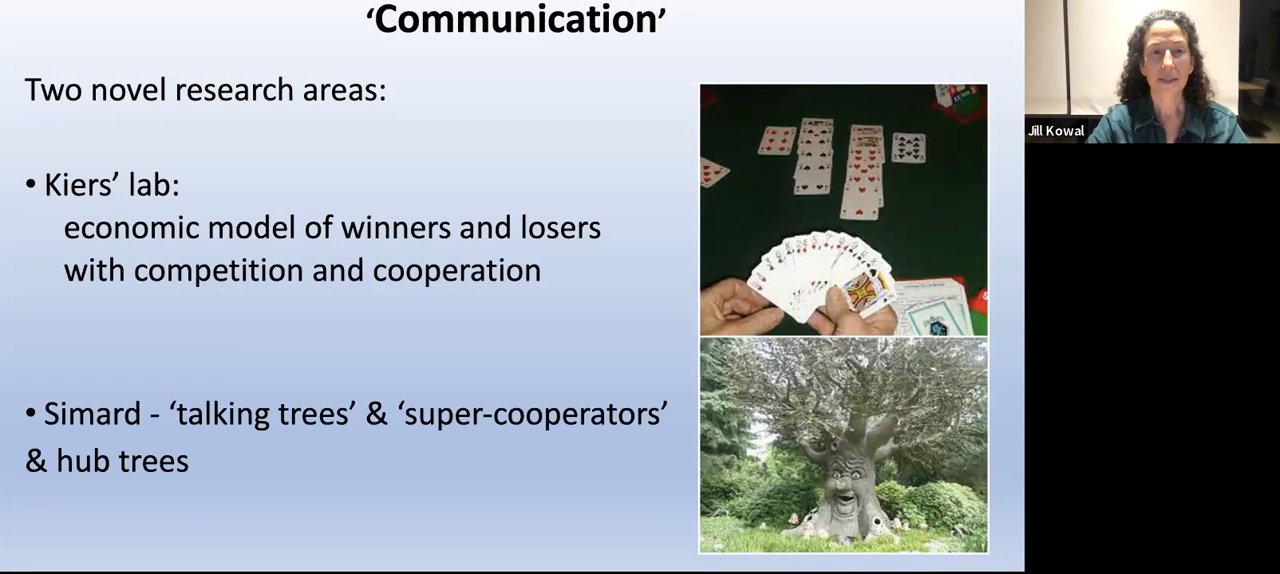 ‘Communication’
Two novel research areas:
• Kiers’ lab:
economic model of winners and losers
with competition and cooperation
• Simard - ‘talking trees’ & ‘super-cooperators’
& hub trees
Jill Kowal